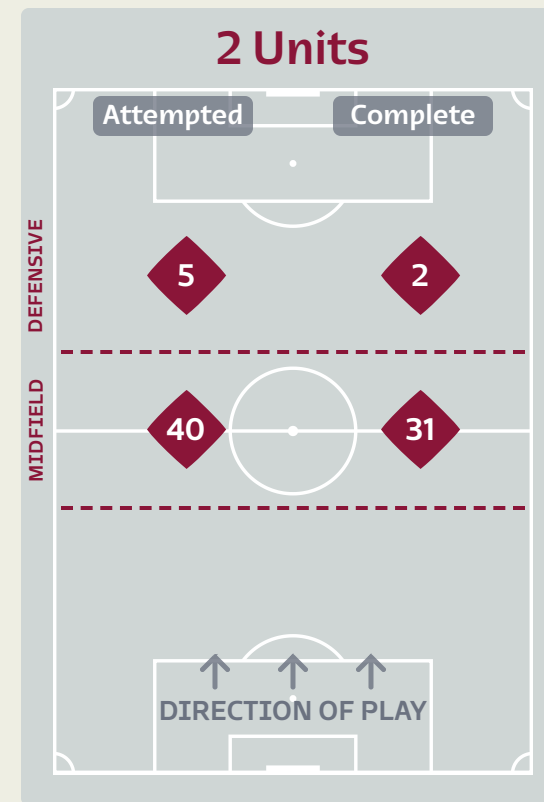 2 Units
Attempted
Complete
DEFENSIVE
5
2
MIDFIELD
40
31
DIRECTION OF PLAY